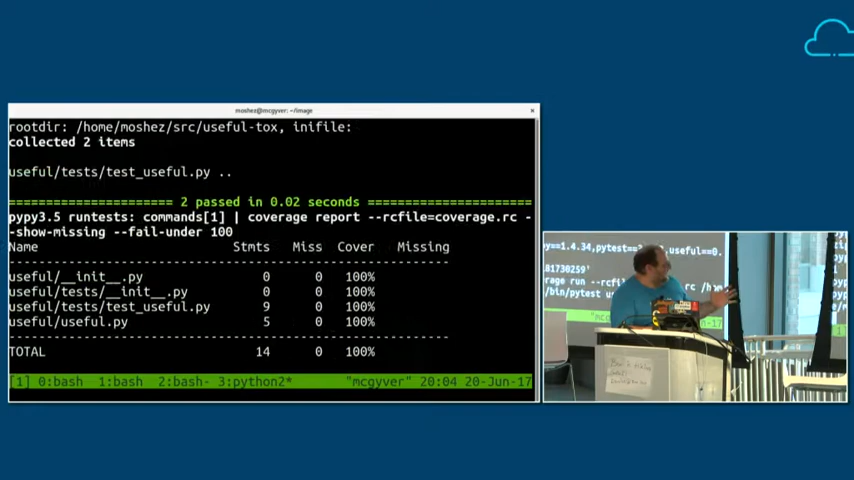 moshez@mcgyver: ~/image
rootdir: /home/moshez/src/useful-tox, inifile:
collected 2 items
useful/tests/test_useful.py ..
====================== 2 passed in 0.02 seconds ======================
pypy3.5 runtests: commands[1] | coverage report --rcfile=coverage.rc -
-show-missing --fail-under 100
Name Stmts Miss Cover Missing
useful/__init__.py 0 0 100%
useful/tests/__init__.py 0 0 100%
useful/tests/test_useful.py 9 0 100%
useful/useful.py 5 0 100%
TOTAL 14 0 100%
[1] 0:bash 1:bash 2:bash- 3:python2* "mcgyver" 20:04 20-Jun-17